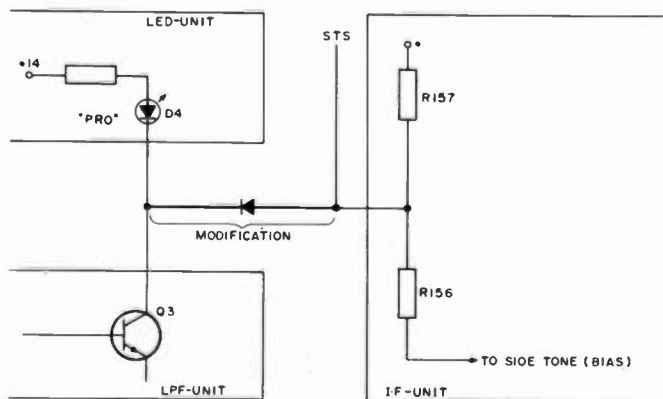 LED-UNIT
STS
•14
"PRO"
D4
R157
MODIFICATION
Q3
R156
TO SIDE TONE (BIAS)
LPF-UNIT
I-F-UNIT